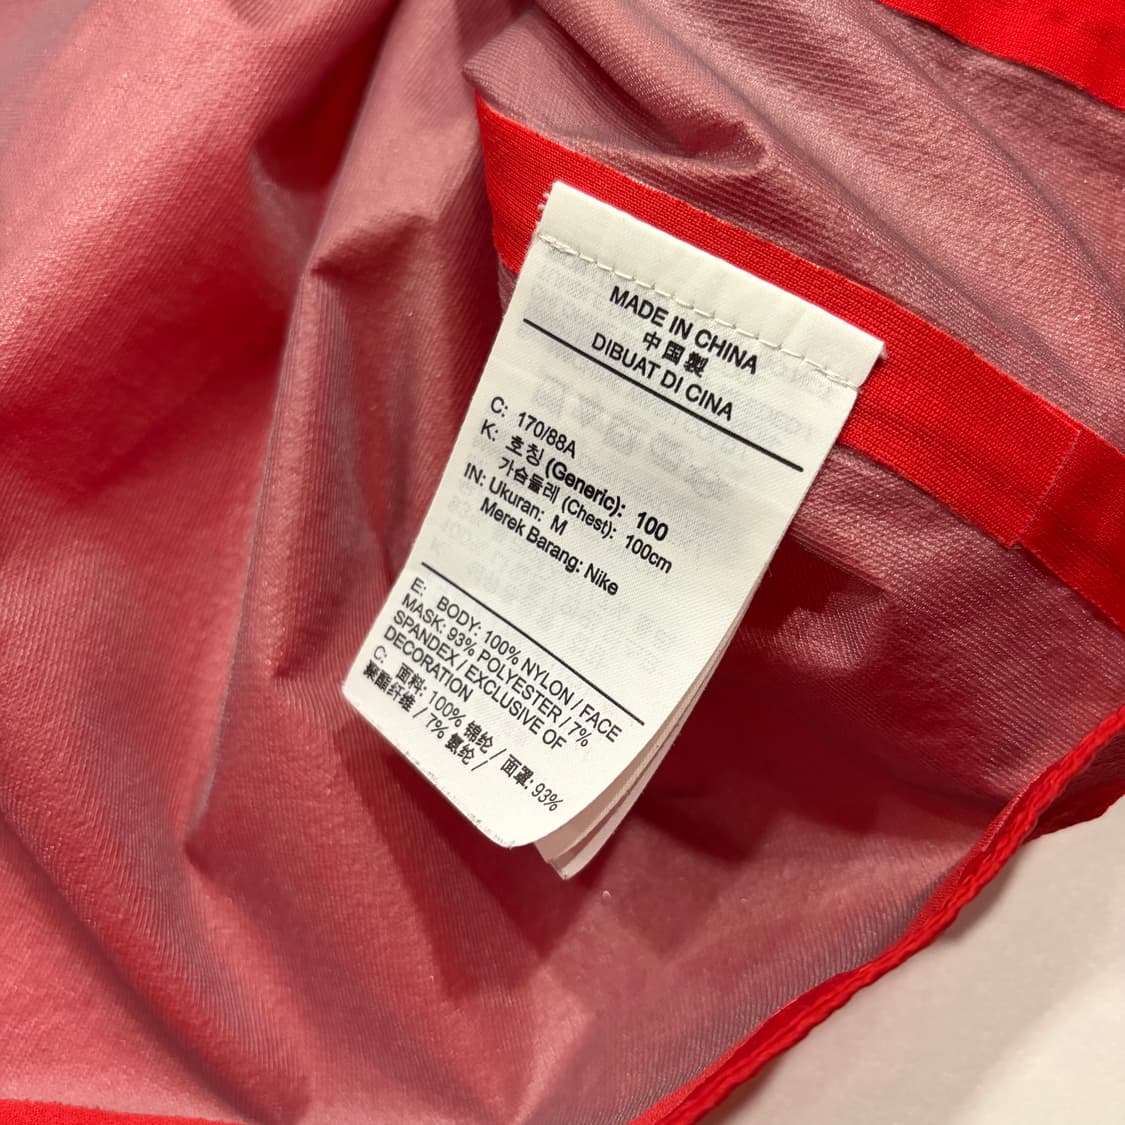 MADE IN CHINA
中国製
DIBUAT DI CINA
C: 170/88A
K: 호칭 (Generic): 100
가슴둘레 (Chest): 100cm
IN: Ukuran: M
Merek Barang: Nike
E: BODY: 100% NYLON / FACE
MASK: 93% POLYESTER / 7%
SPANDEX / EXCLUSIVE OF
DECORATION
C: 面料: 100% 锦纶 / 面罩: 93%
聚酯纤维 / 7% 氨纶 /